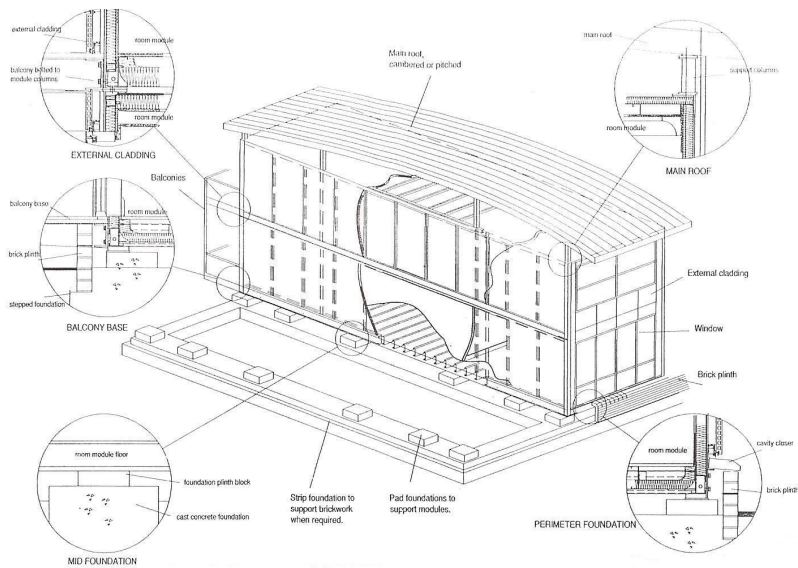 external cladding
room module
balcony bolted to
module columns
room module
EXTERNAL CLADDING
Main roof,
cambered or pitched
main roof
support columns
room module
MAIN ROOF
Balconies
balcony base
room module
brick plinth
stepped foundation
BALCONY BASE
External cladding
Window
Brick plinth
room module floor
foundation plinth block
cast concrete foundation
MID FOUNDATION
Strip foundation to
support brickwork
when required.
Pad foundations to
support modules.
room module
cavity closer
brick plinth
PERIMETER FOUNDATION